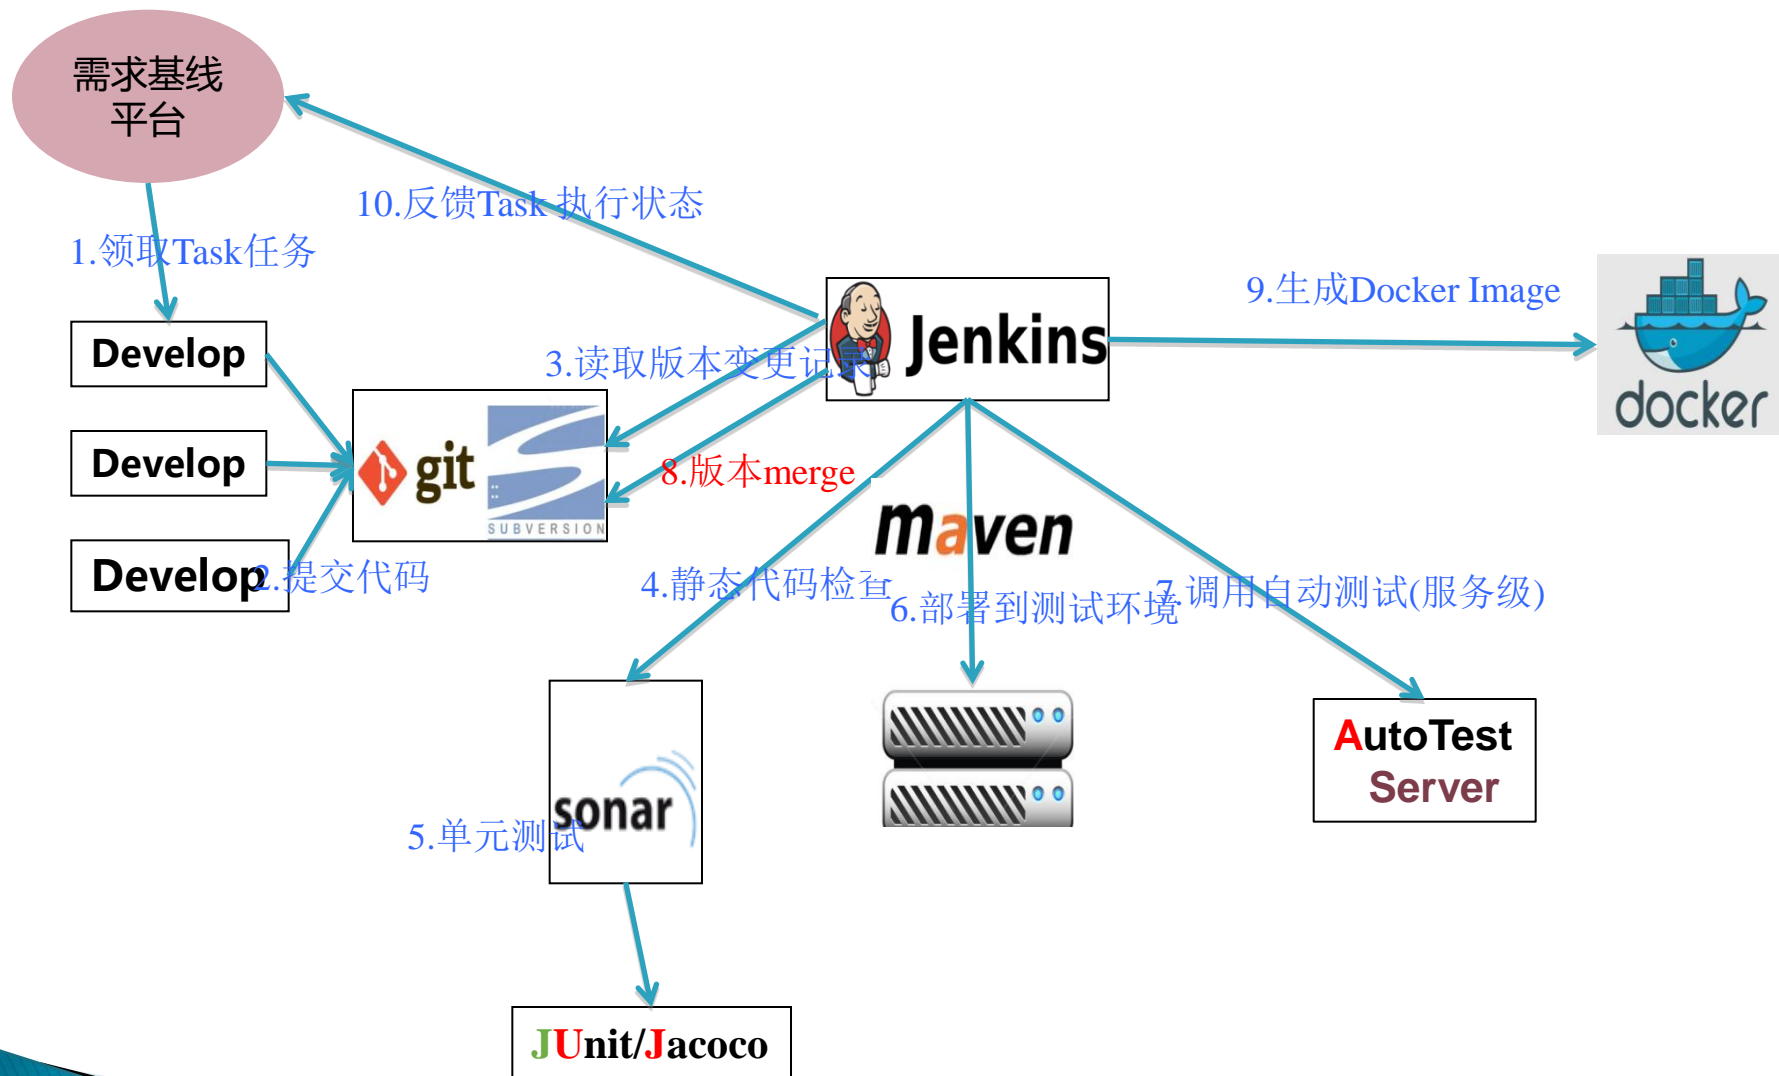 需求基线
平台
10.反馈Task 执行状态
1.领取Task任务
9.生成Docker Image
Jenkins
Develop
3.读取版本变更记录
docker
Develop
git
SUBVERSION
8.版本merge
maven
Develop
2.提交代码
4.静态代码检查
6.部署到测试环境
7.调用自动测试(服务级)
AutoTest
Server
sonar
5.单元测试
JUnit/Jacoco